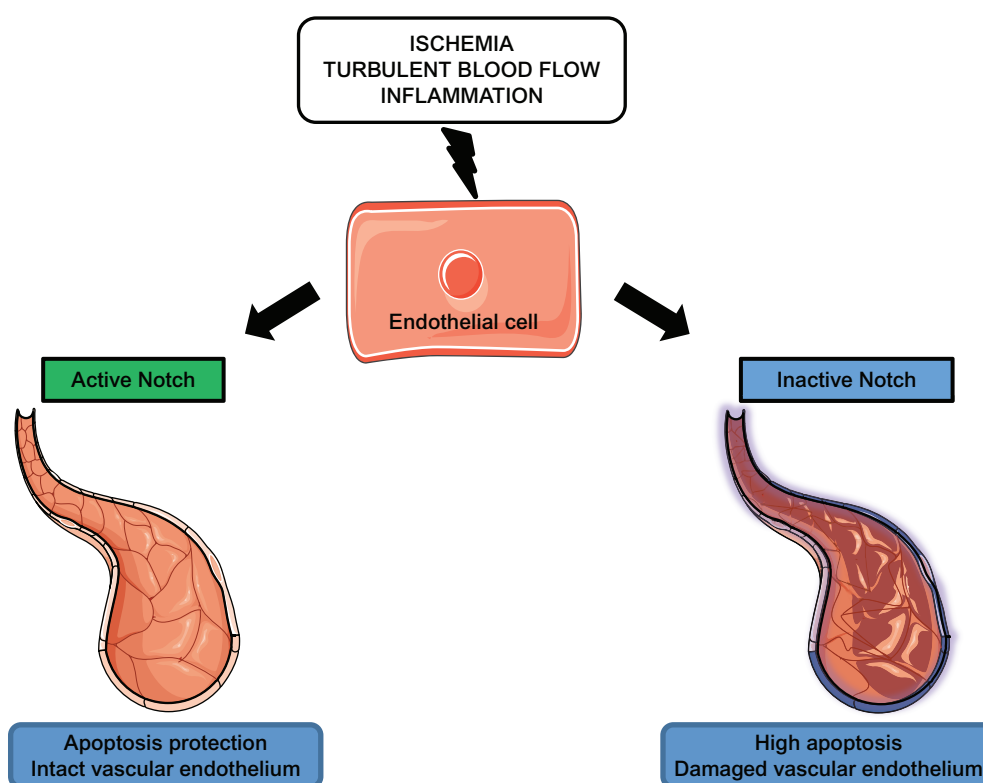 ISCHEMIA
TURBULENT BLOOD FLOW
INFLAMMATION
Endothelial cell
Active Notch
Inactive Notch
Apoptosis protection
Intact vascular endothelium
High apoptosis
Damaged vascular endothelium